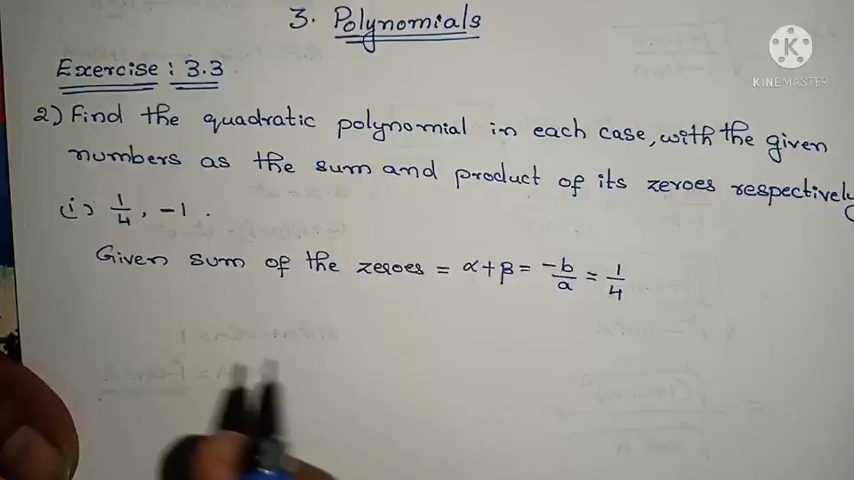 3. Polynomials
KINEMASTER
Exercise : 3.3
2) Find the quadratic polynomial in each case, with the given
numbers as the sum and product of its zeroes respectively
(i) 1/4, -1.
Given sum of the zeroes = α+β = -b/a = 1/4